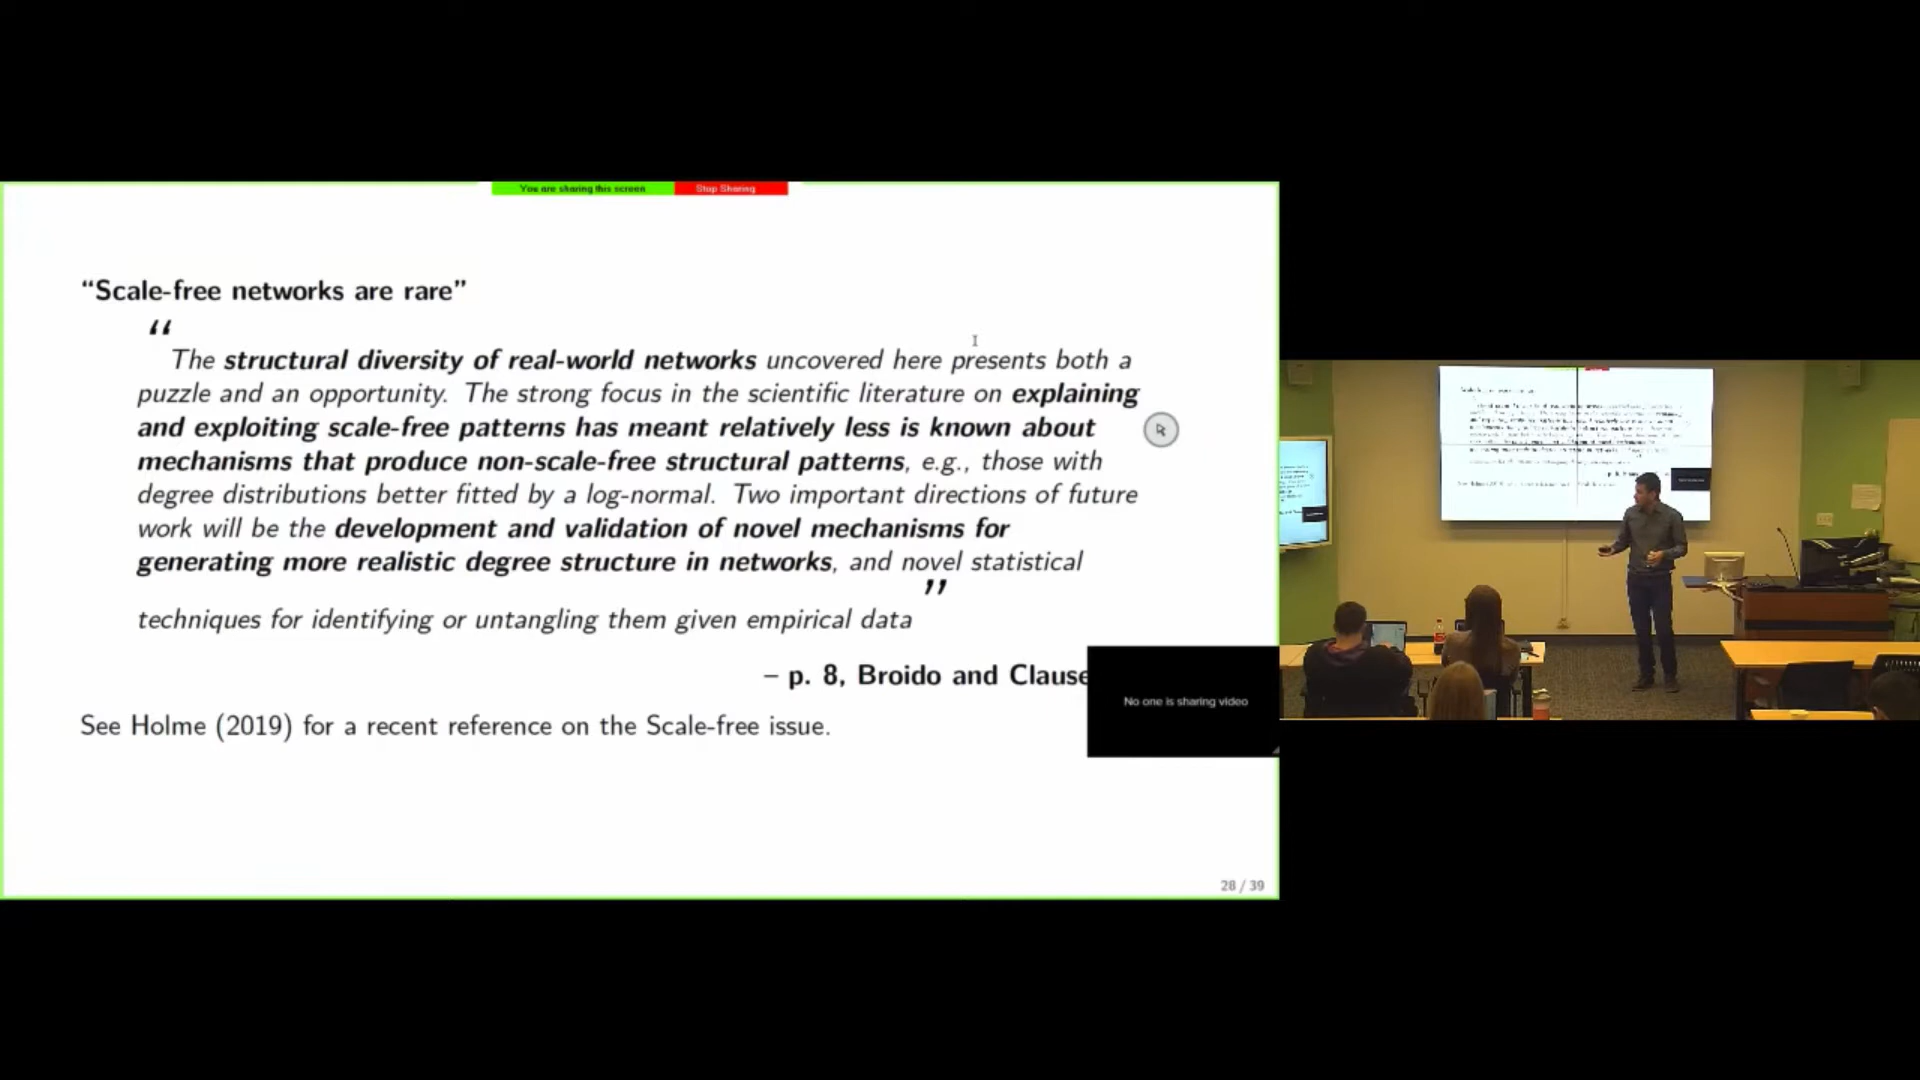 You are sharing this screen Stop Sharing
“Scale-free networks are rare”
“
The structural diversity of real-world networks uncovered here presents both a
puzzle and an opportunity. The strong focus in the scientific literature on explaining
and exploiting scale-free patterns has meant relatively less is known about
mechanisms that produce non-scale-free structural patterns, e.g., those with
degree distributions better fitted by a log-normal. Two important directions of future
work will be the development and validation of novel mechanisms for
generating more realistic degree structure in networks, and novel statistical
”
techniques for identifying or untangling them given empirical data
– p. 8, Broido and Clause
No one is sharing video
See Holme (2019) for a recent reference on the Scale-free issue.
28 / 39